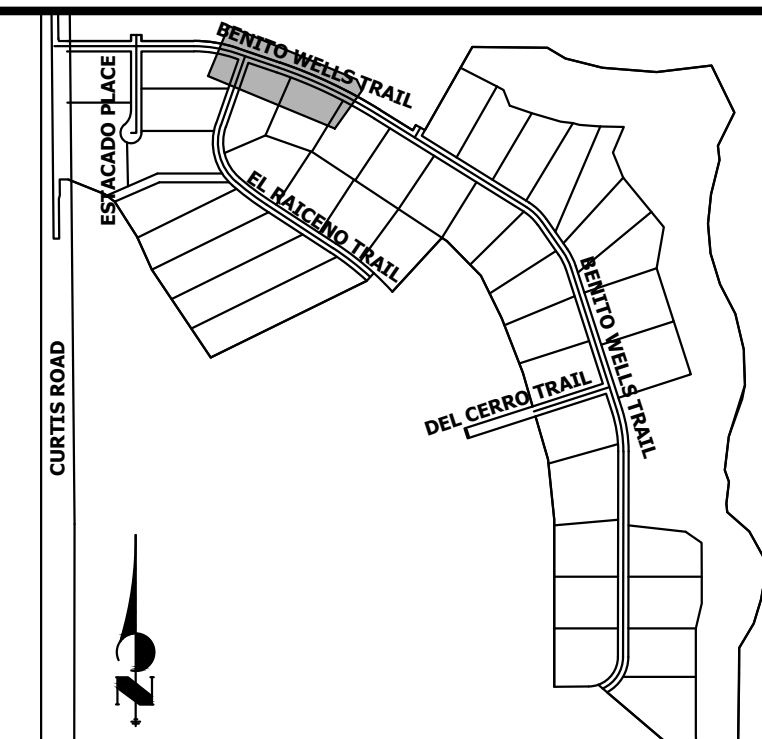 BENITO WELLS TRAIL
ESTACADO PLACE
EL RAICENO TRAIL
BENITO WELLS TRAIL
CURTIS ROAD
DEL CERRO TRAIL
N